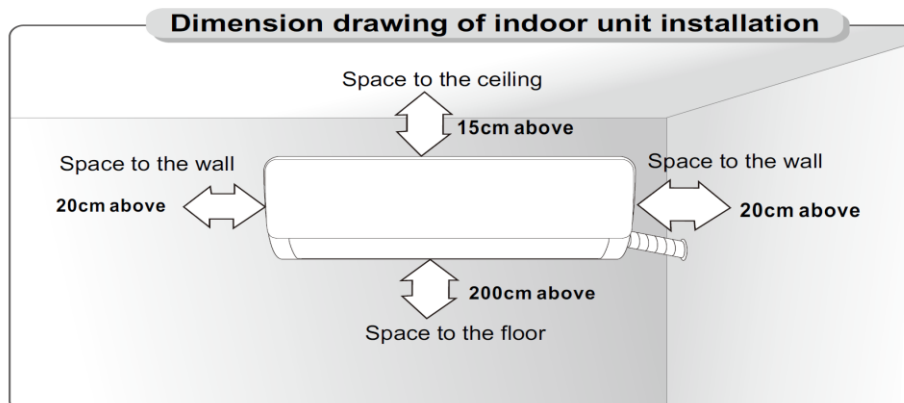 Dimension drawing of indoor unit installation
Space to the ceiling
15cm above
Space to the wall
20cm above
Space to the wall
20cm above
200cm above
Space to the floor